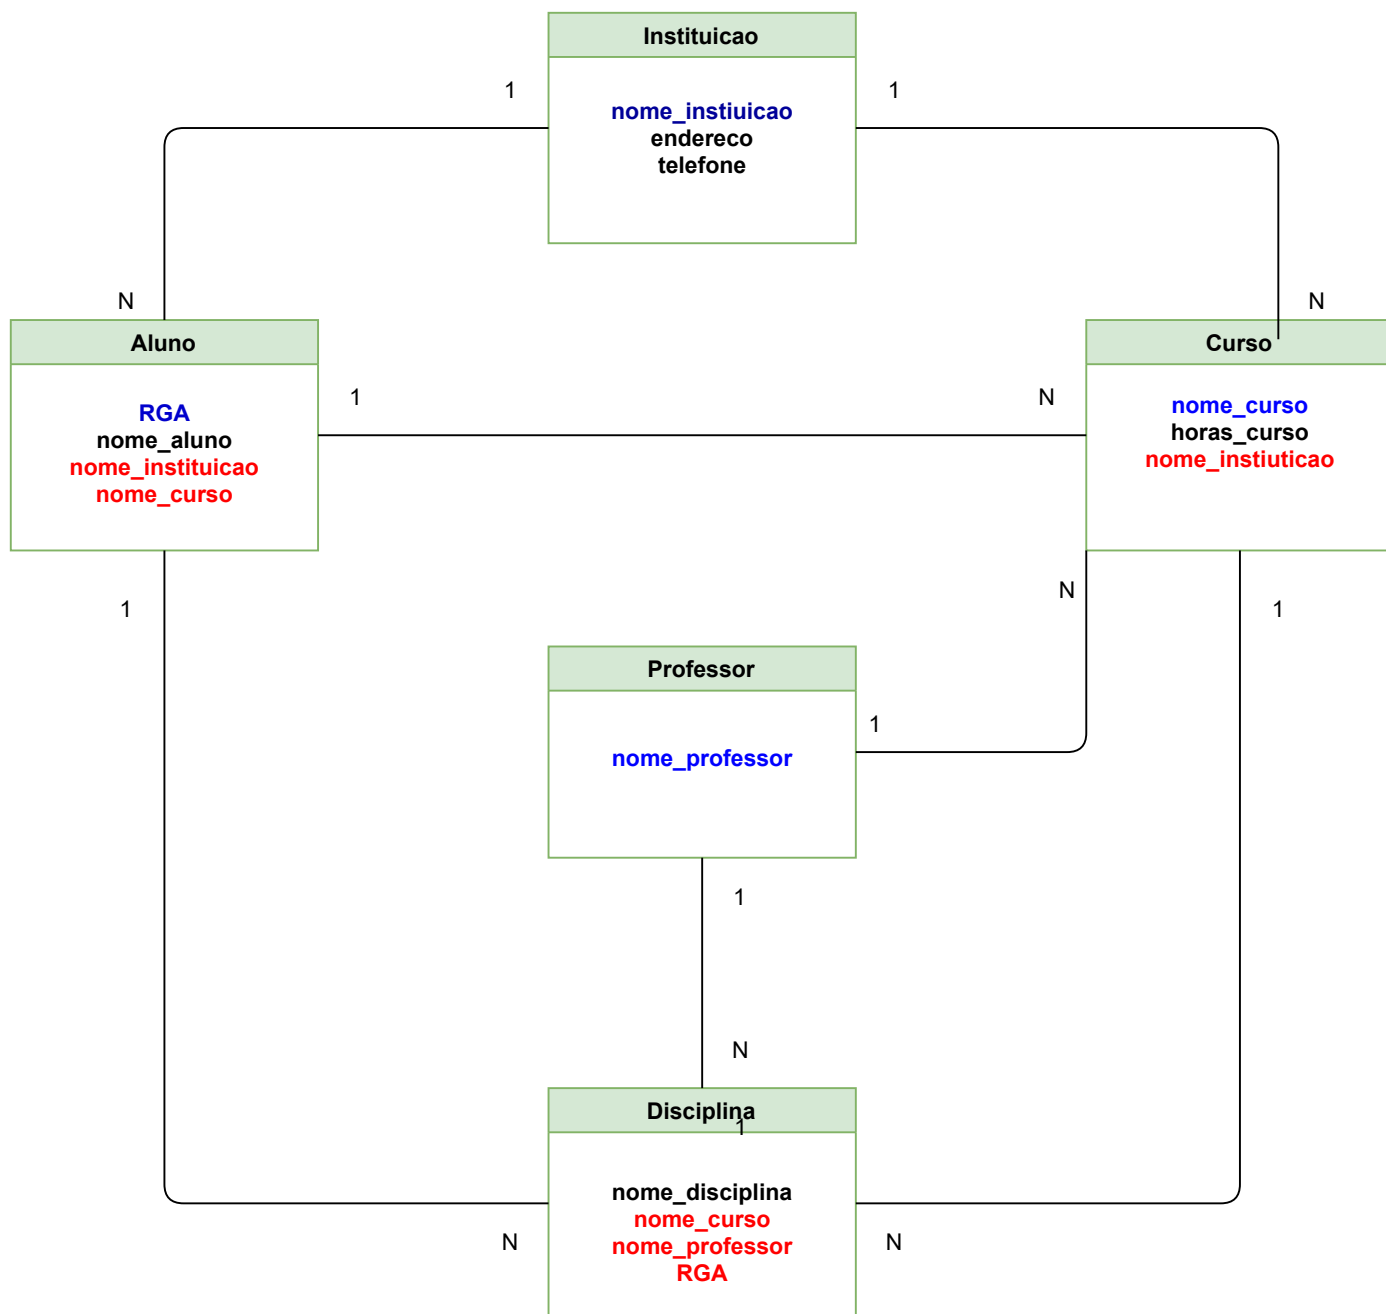 Instituicao
1
1
nome_instiuicao
endereco
telefone
N
N
Aluno
Curso
1
N
RGA
nome_aluno
nome_instituicao
nome_curso
nome_curso
horas_curso
nome_instiuticao
1
N
1
Professor
1
nome_professor
1
N
Disciplina
1
nome_disciplina
nome_curso
nome_professor
RGA
N
N